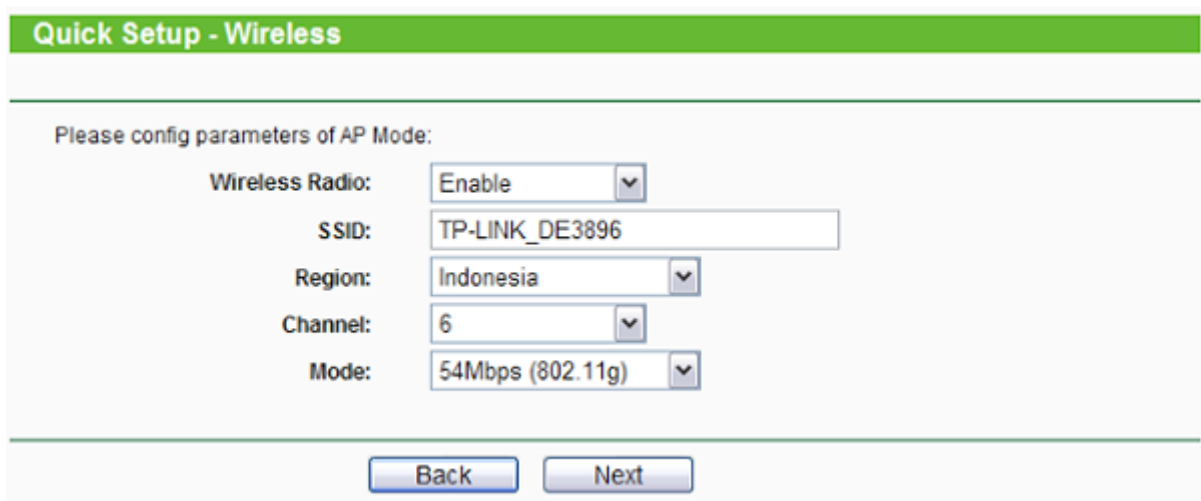 Quick Setup - Wireless
Please config parameters of AP Mode:
Wireless Radio: Enable
SSID: TP-LINK_DE3896
Region: Indonesia
Channel: 6
Mode: 54Mbps (802.11g)
Back Next